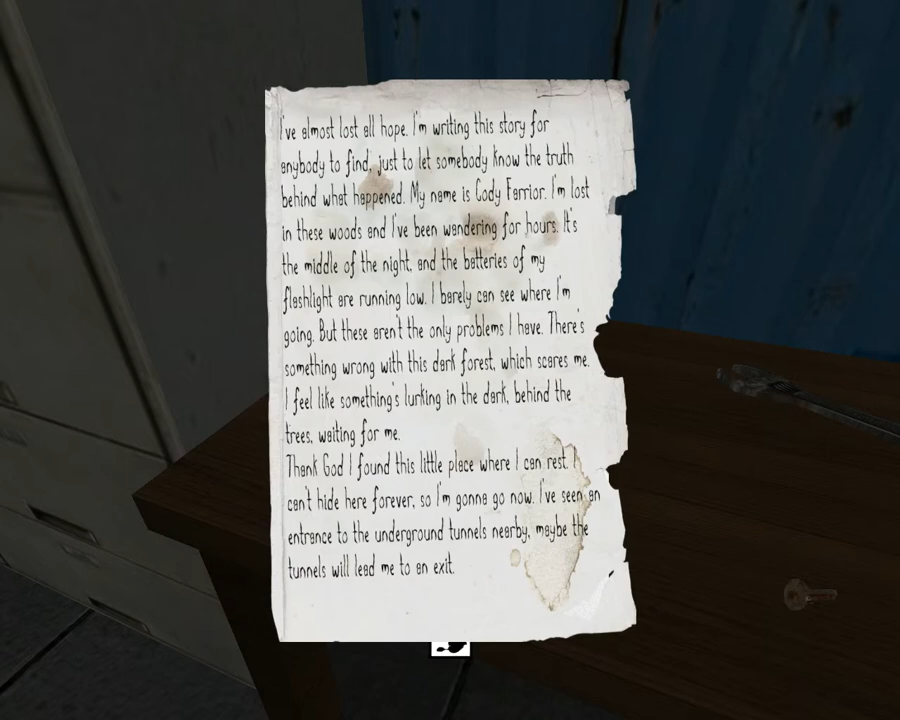 I've almost lost all hope. I'm writing this story for
anybody to find, just to let somebody know the truth
behind what happened. My name is Cody Farrior. I'm lost
in these woods and I've been wandering for hours. It's
the middle of the night, and the batteries of my
flashlight are running low. I barely can see where I'm
going. But these aren't the only problems I have. There's
something wrong with this dark forest, which scares me.
I feel like something's lurking in the dark, behind the
trees, waiting for me.
Thank God I found this little place where I can rest. I
can't hide here forever, so I'm gonna go now. I've seen an
entrance to the underground tunnels nearby, maybe the
tunnels will lead me to an exit.